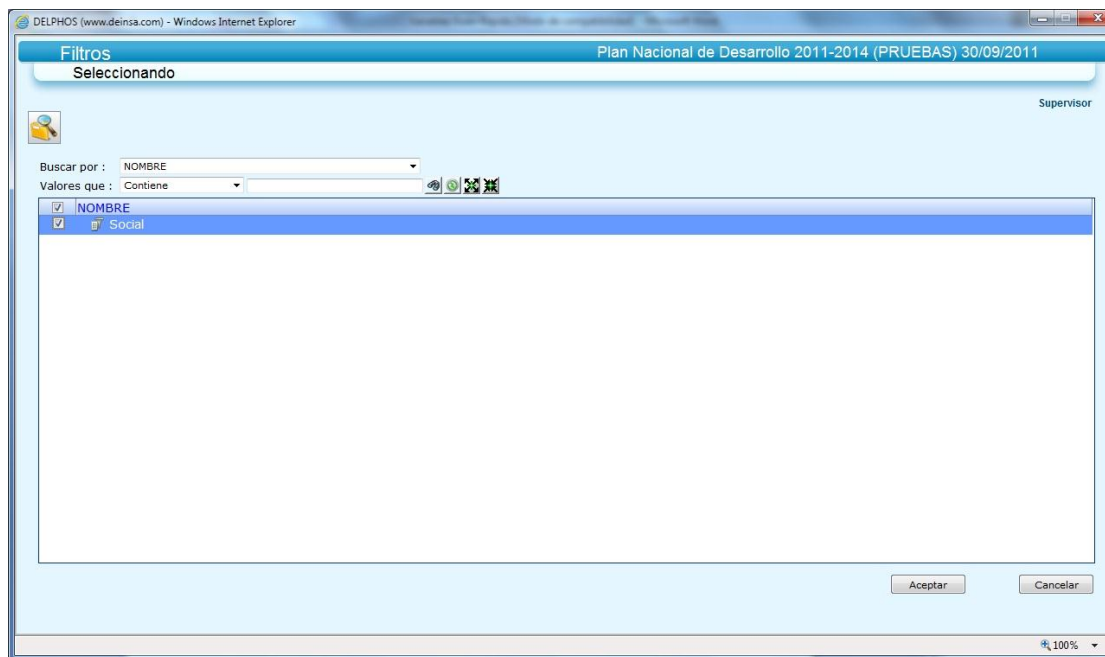 DELPHOS (www.deinsa.com) - Windows Internet Explorer
Filtros Plan Nacional de Desarrollo 2011-2014 (PRUEBAS) 30/09/2011
Seleccionando
Supervisor
Buscar por : NOMBRE
Valores que : Contiene
NOMBRE
Social
Aceptar Cancelar
100%